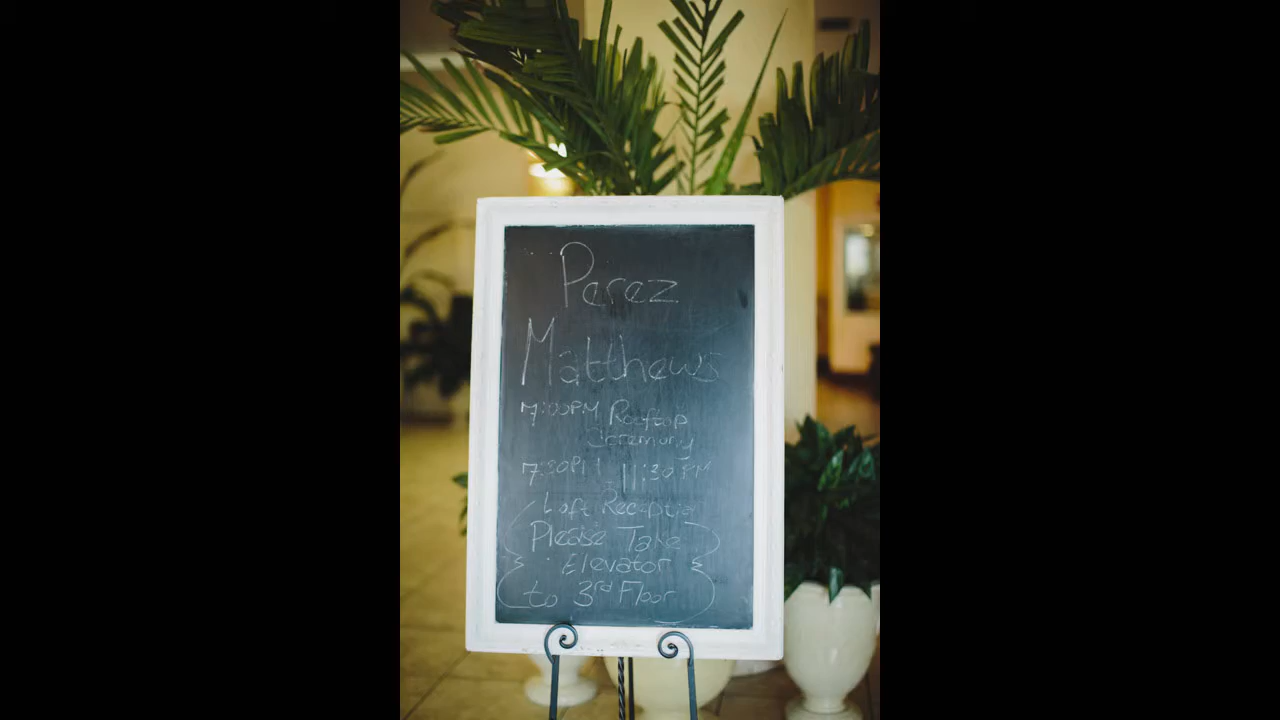 Perez
Matthews
7:00PM Rooftop
Ceremony
7:30PM 11:30PM
Loft Reception
Please Take
Elevator
to 3rd Floor